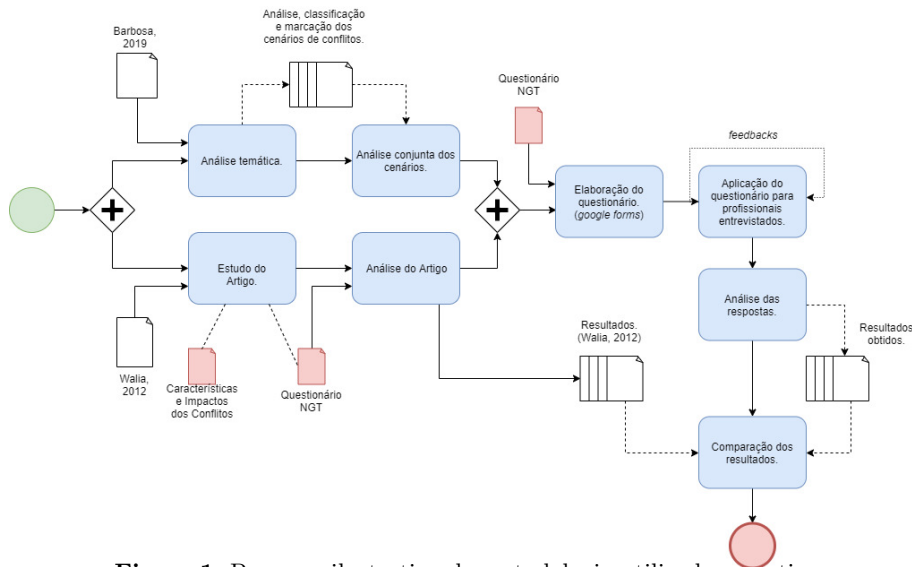 Barbosa,
2019
Análise, classificação
e marcação dos
cenários de conflitos.
Questionário
NGT
feedbacks
Análise temática.
Análise conjunta dos
cenários.
Elaboração do
questionário.
(google forms)
Aplicação do
questionário para
profissionais
entrevistados.
Estudo do
Artigo.
Análise do Artigo
Análise das
respostas.
Walia,
2012
Características
e Impactos
dos Conflitos
Questionário
NGT
Resultados.
(Walia, 2012)
Resultados
obtidos.
Comparação dos
resultados.
Figure 1.